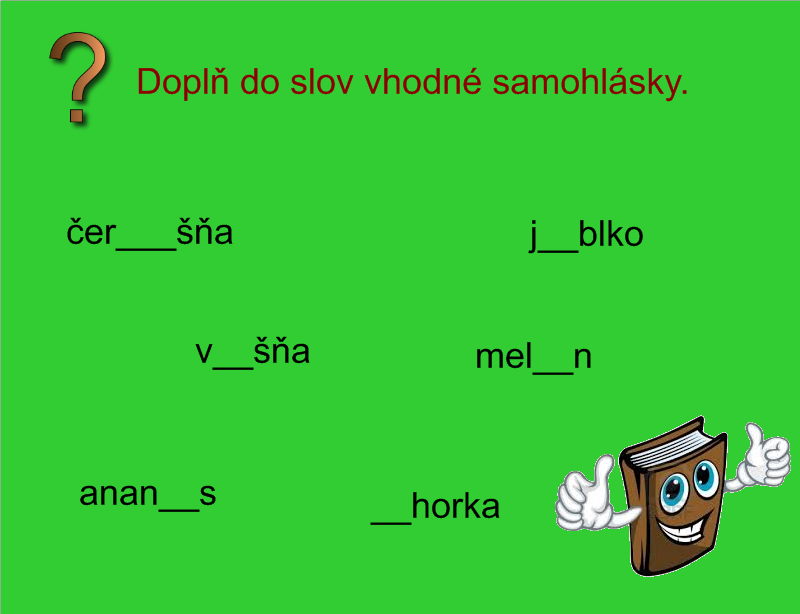 ?
Doplň do slov vhodné samohlásky.
čer___šňa
j__blko
v__šňa
mel__n
anan__s
__horka